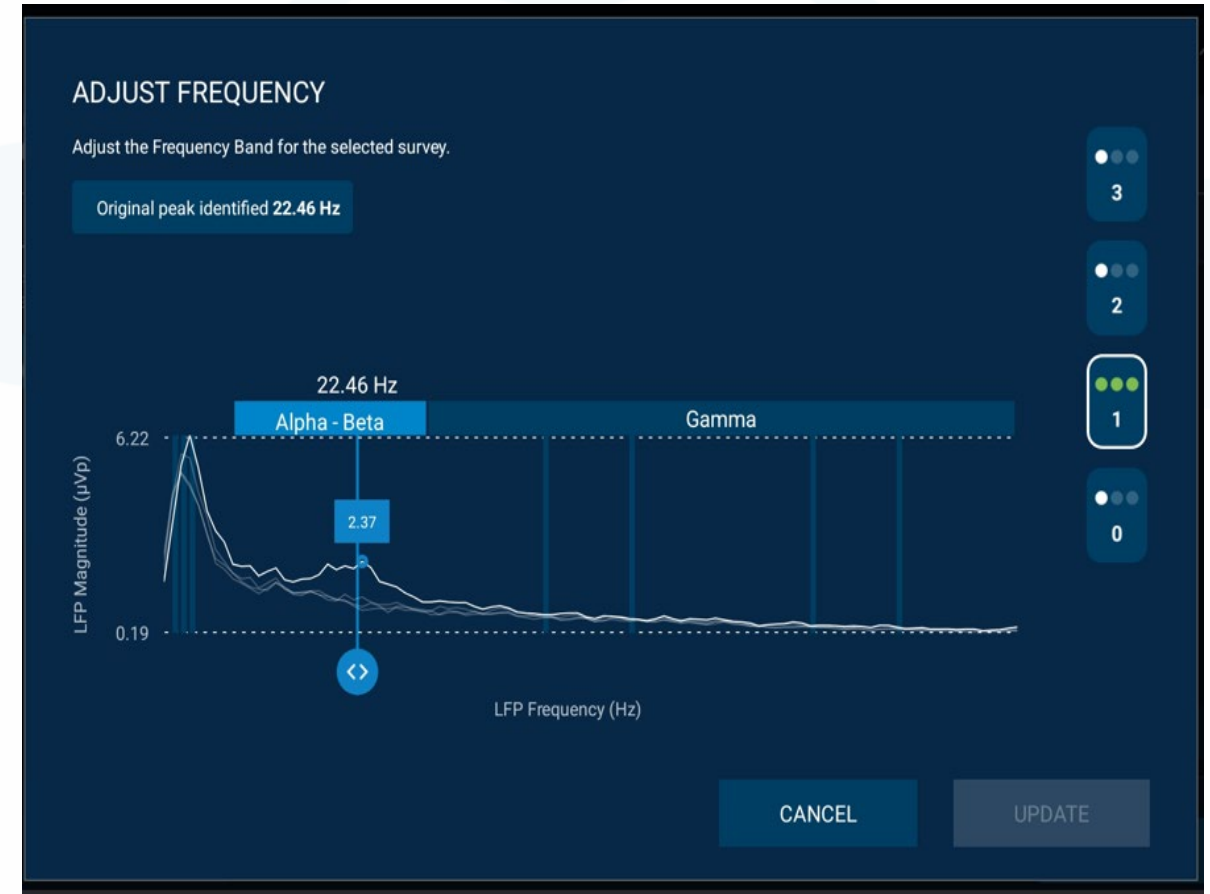 ADJUST FREQUENCY
Adjust the Frequency Band for the selected survey.
Original peak identified 22.46 Hz
3
2
1
0
22.46 Hz
Alpha - Beta
Gamma
6.22
2.37
LFP Magnitude (µVp)
0.19
LFP Frequency (Hz)
CANCEL
UPDATE